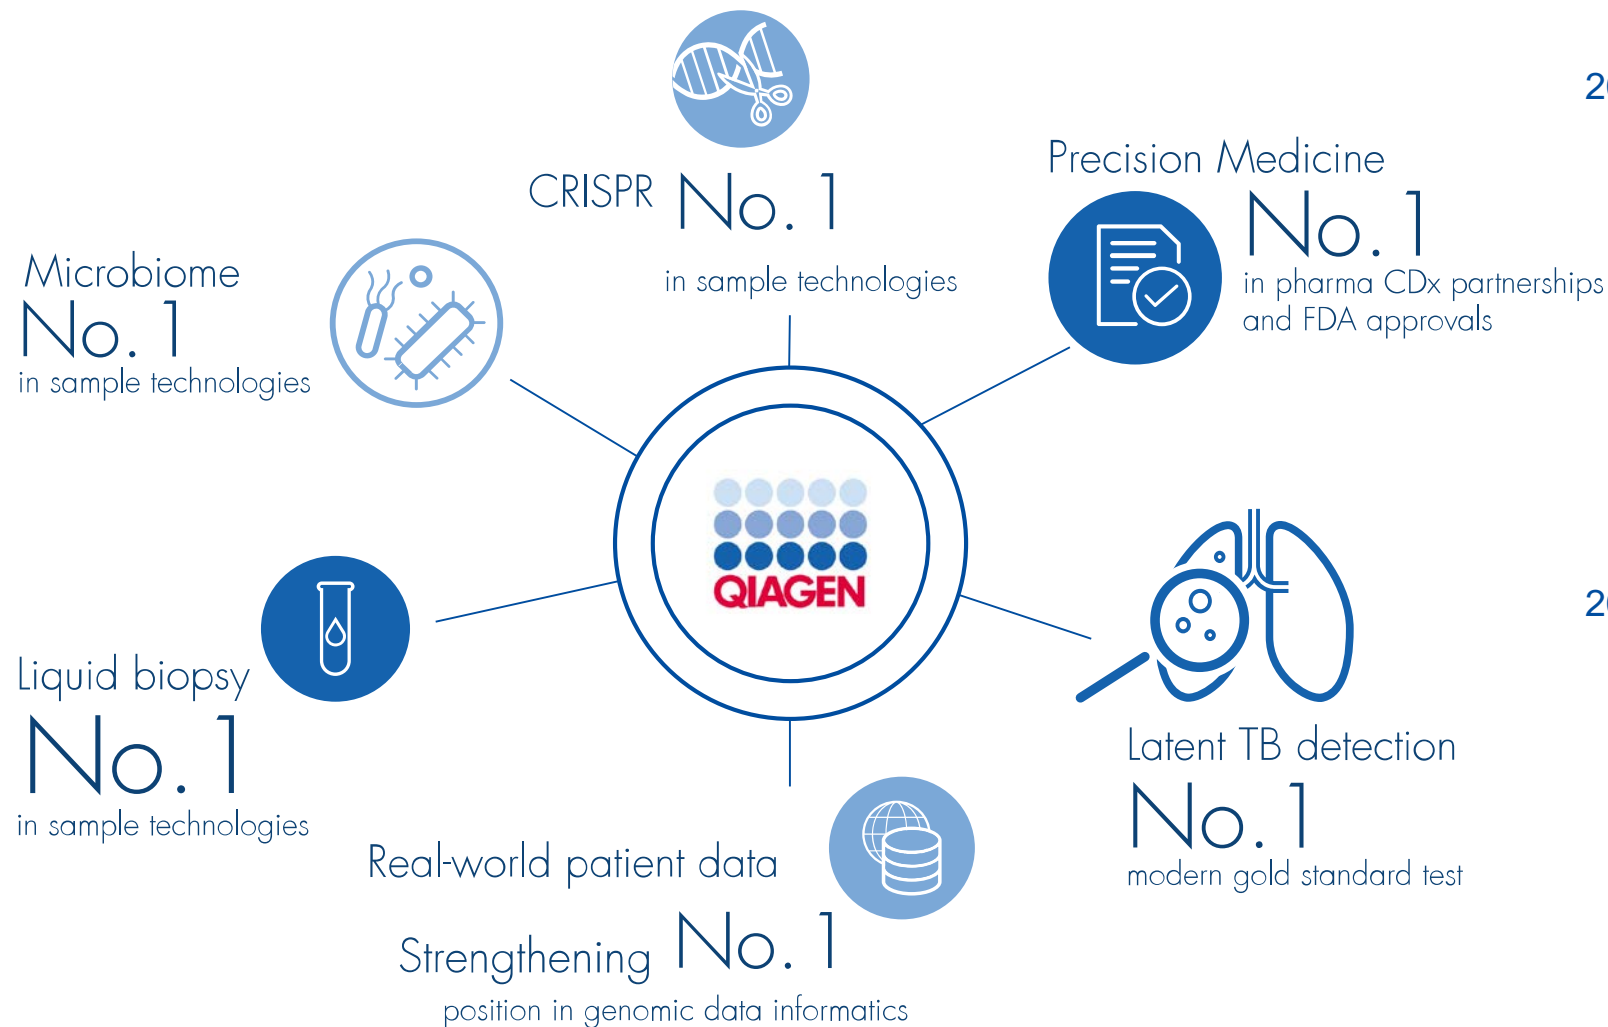 CRISPR No. 1
in sample technologies
Precision Medicine
No. 1
in pharma CDx partnerships
and FDA approvals
Microbiome
No. 1
in sample technologies
QIAGEN
Liquid biopsy
No. 1
in sample technologies
Latent TB detection
No. 1
modern gold standard test
Real-world patient data
Strengthening No. 1
position in genomic data informatics